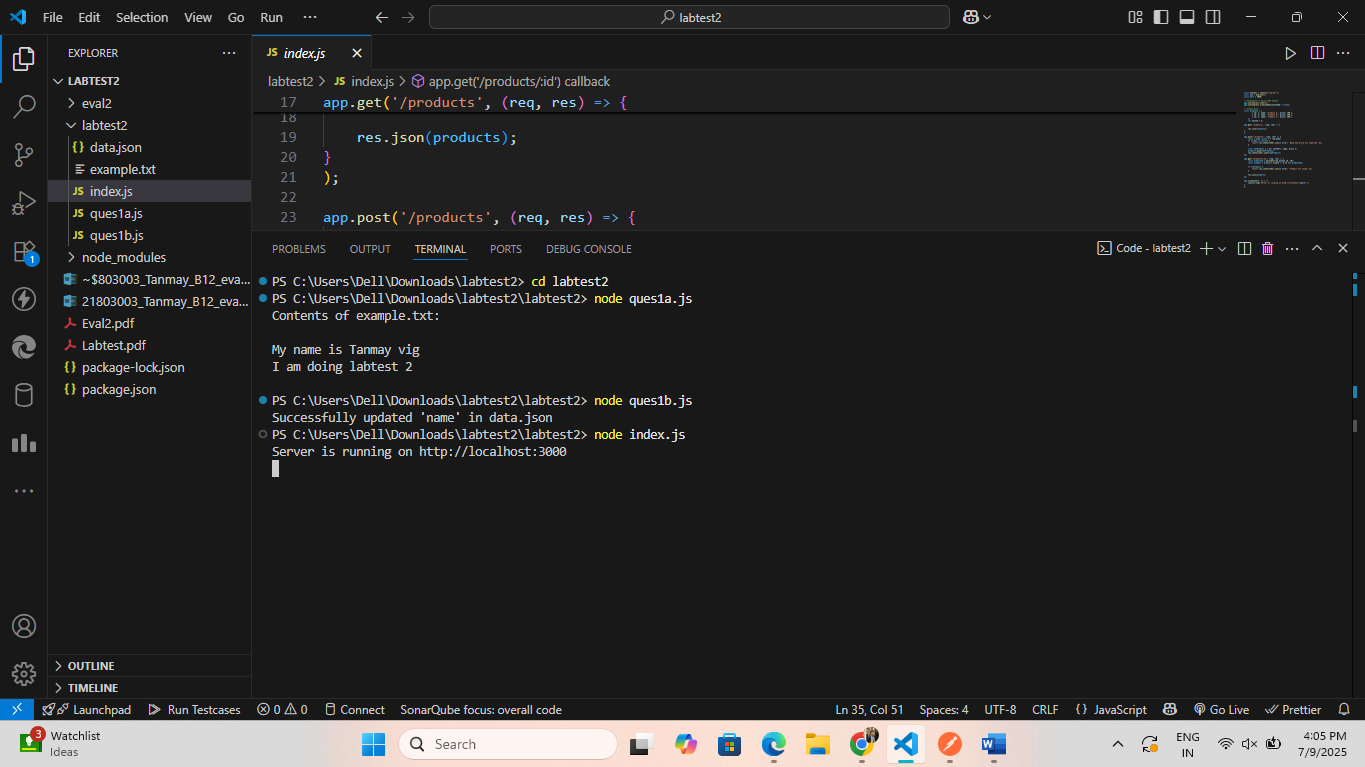 File Edit Selection View Go Run ··· labtest2
EXPLORER ···
LABTEST2
eval2
labtest2
{} data.json
example.txt
JS index.js
JS ques1a.js
JS ques1b.js
node_modules
~$803003_Tanmay_B12_eva...
21803003_Tanmay_B12_eva...
Eval2.pdf
Labtest.pdf
{} package-lock.json
{} package.json
OUTLINE
TIMELINE
1
JS index.js
labtest2 > JS index.js > app.get('/products/:id') callback
17 app.get('/products', (req, res) => {
18
19 res.json(products);
20 }
21 );
22
23 app.post('/products', (req, res) => {
PROBLEMS OUTPUT TERMINAL PORTS DEBUG CONSOLE
Code - labtest2
PS C:\Users\Dell\Downloads\labtest2> cd labtest2
PS C:\Users\Dell\Downloads\labtest2\labtest2> node ques1a.js
Contents of example.txt:
My name is Tanmay vig
I am doing labtest 2
PS C:\Users\Dell\Downloads\labtest2\labtest2> node ques1b.js
Successfully updated 'name' in data.json
PS C:\Users\Dell\Downloads\labtest2\labtest2> node index.js
Server is running on http://localhost:3000
Launchpad Run Testcases 0 0 Connect SonarQube focus: overall code Ln 35, Col 51 Spaces: 4 UTF-8 CRLF {} JavaScript Go Live Prettier
3
Watchlist
Ideas
Search
ENG
IN
4:05 PM
7/9/2025